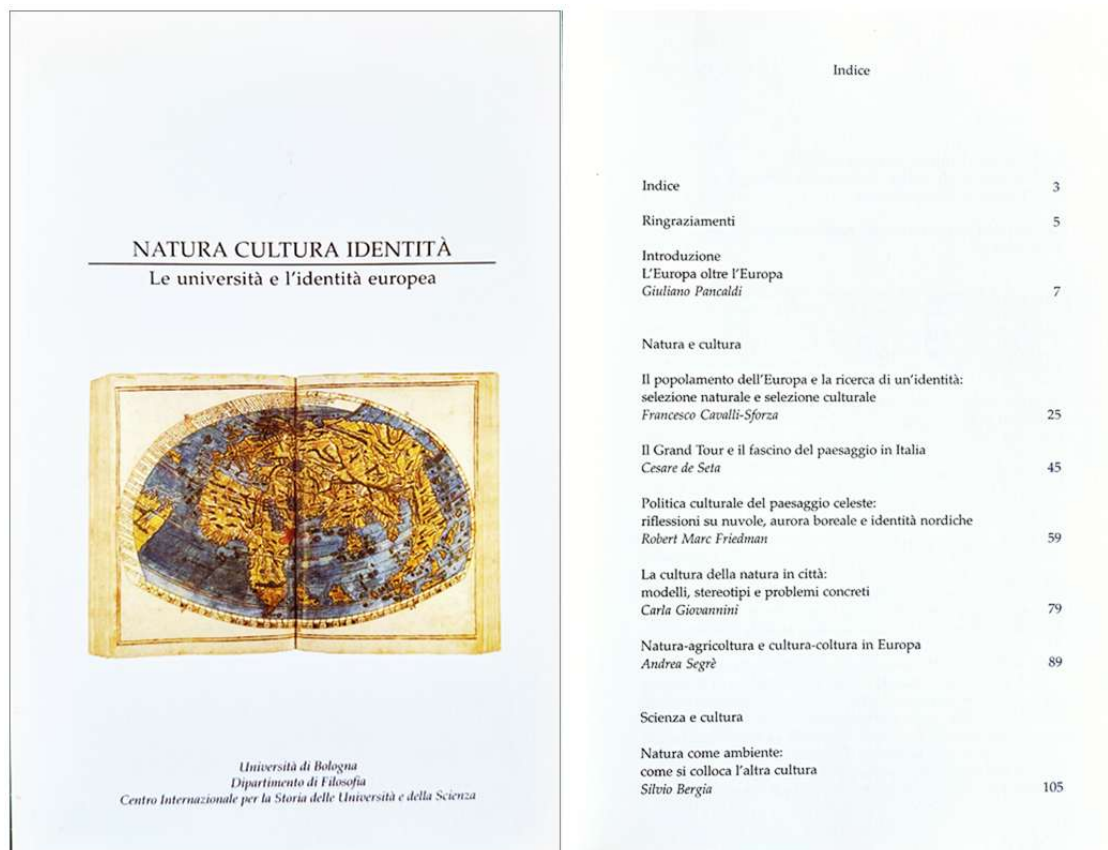 NATURA CULTURA IDENTITÀ
Le università e l'identità europea
Università di Bologna
Dipartimento di Filosofia
Centro Internazionale per la Storia delle Università e della Scienza
Indice
Indice 3
Ringraziamenti 5
Introduzione
L'Europa oltre l'Europa
Giuliano Pancaldi 7
Natura e cultura
Il popolamento dell'Europa e la ricerca di un'identità:
selezione naturale e selezione culturale
Francesco Cavalli-Sforza 25
Il Grand Tour e il fascino del paesaggio in Italia
Cesare de Seta 45
Politica culturale del paesaggio celeste:
riflessioni su nuvole, aurora boreale e identità nordiche
Robert Marc Friedman 59
La cultura della natura in città:
modelli, stereotipi e problemi concreti
Carla Giovannini 79
Natura-agricoltura e cultura-coltura in Europa
Andrea Segrè 89
Scienza e cultura
Natura come ambiente:
come si colloca l'altra cultura
Silvio Bergia 105